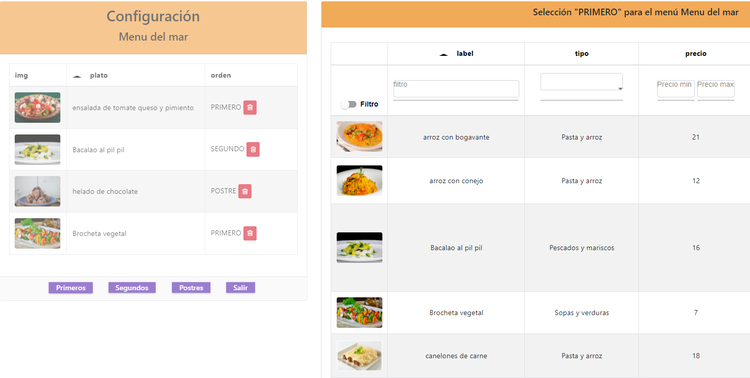 Configuración
Menu del mar
img plato orden
ensalada de tomate queso y pimiento PRIMERO
Bacalao al pil pil SEGUNDO
helado de chocolate POSTRE
Brocheta vegetal PRIMERO
Primeros Segundos Postres Salir
Selección "PRIMERO" para el menú Menu del mar
label tipo precio
Filtro filtro Precio min Precio max
arroz con bogavante Pasta y arroz 21
arroz con conejo Pasta y arroz 12
Bacalao al pil pil Pescados y mariscos 16
Brocheta vegetal Sopas y verduras 7
canelones de carne Pasta y arroz 18